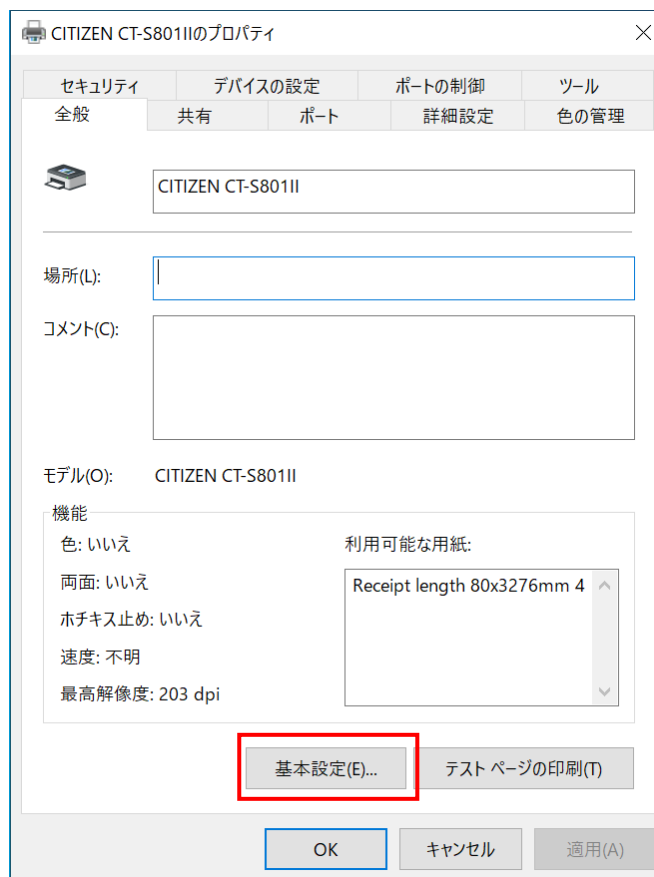 CITIZEN CT-S801IIのプロパティ
セキュリティ デバイスの設定 ポートの制御 ツール
全般 共有 ポート 詳細設定 色の管理
CITIZEN CT-S801II
場所(L):
コメント(C):
モデル(O): CITIZEN CT-S801II
機能
色: いいえ 利用可能な用紙:
両面: いいえ Receipt length 80x3276mm 4
ホチキス止め: いいえ
速度: 不明
最高解像度: 203 dpi
基本設定(E)... テスト ページの印刷(T)
OK キャンセル 適用(A)